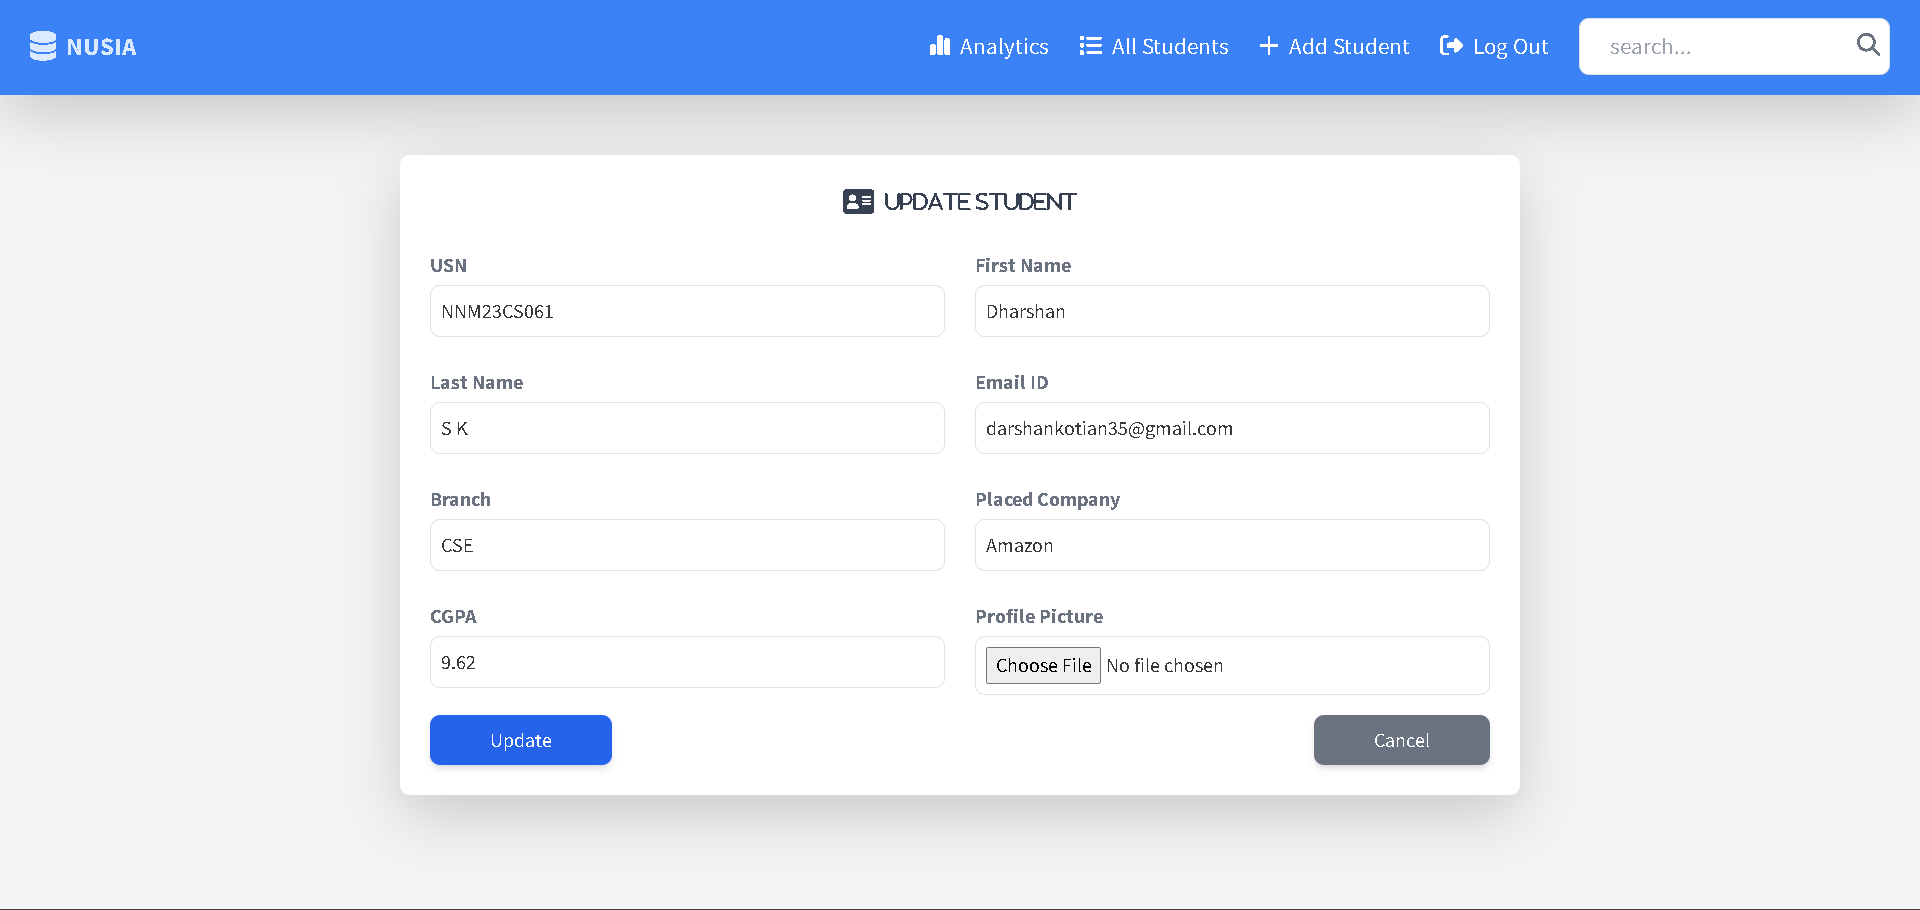 NUSIA
Analytics
All Students
Add Student
Log Out
search...
UPDATE STUDENT
USN
First Name
NNM23CS061
Dharshan
Last Name
Email ID
S K
darshankotian35@gmail.com
Branch
Placed Company
CSE
Amazon
CGPA
Profile Picture
9.62
Choose File No file chosen
Update
Cancel